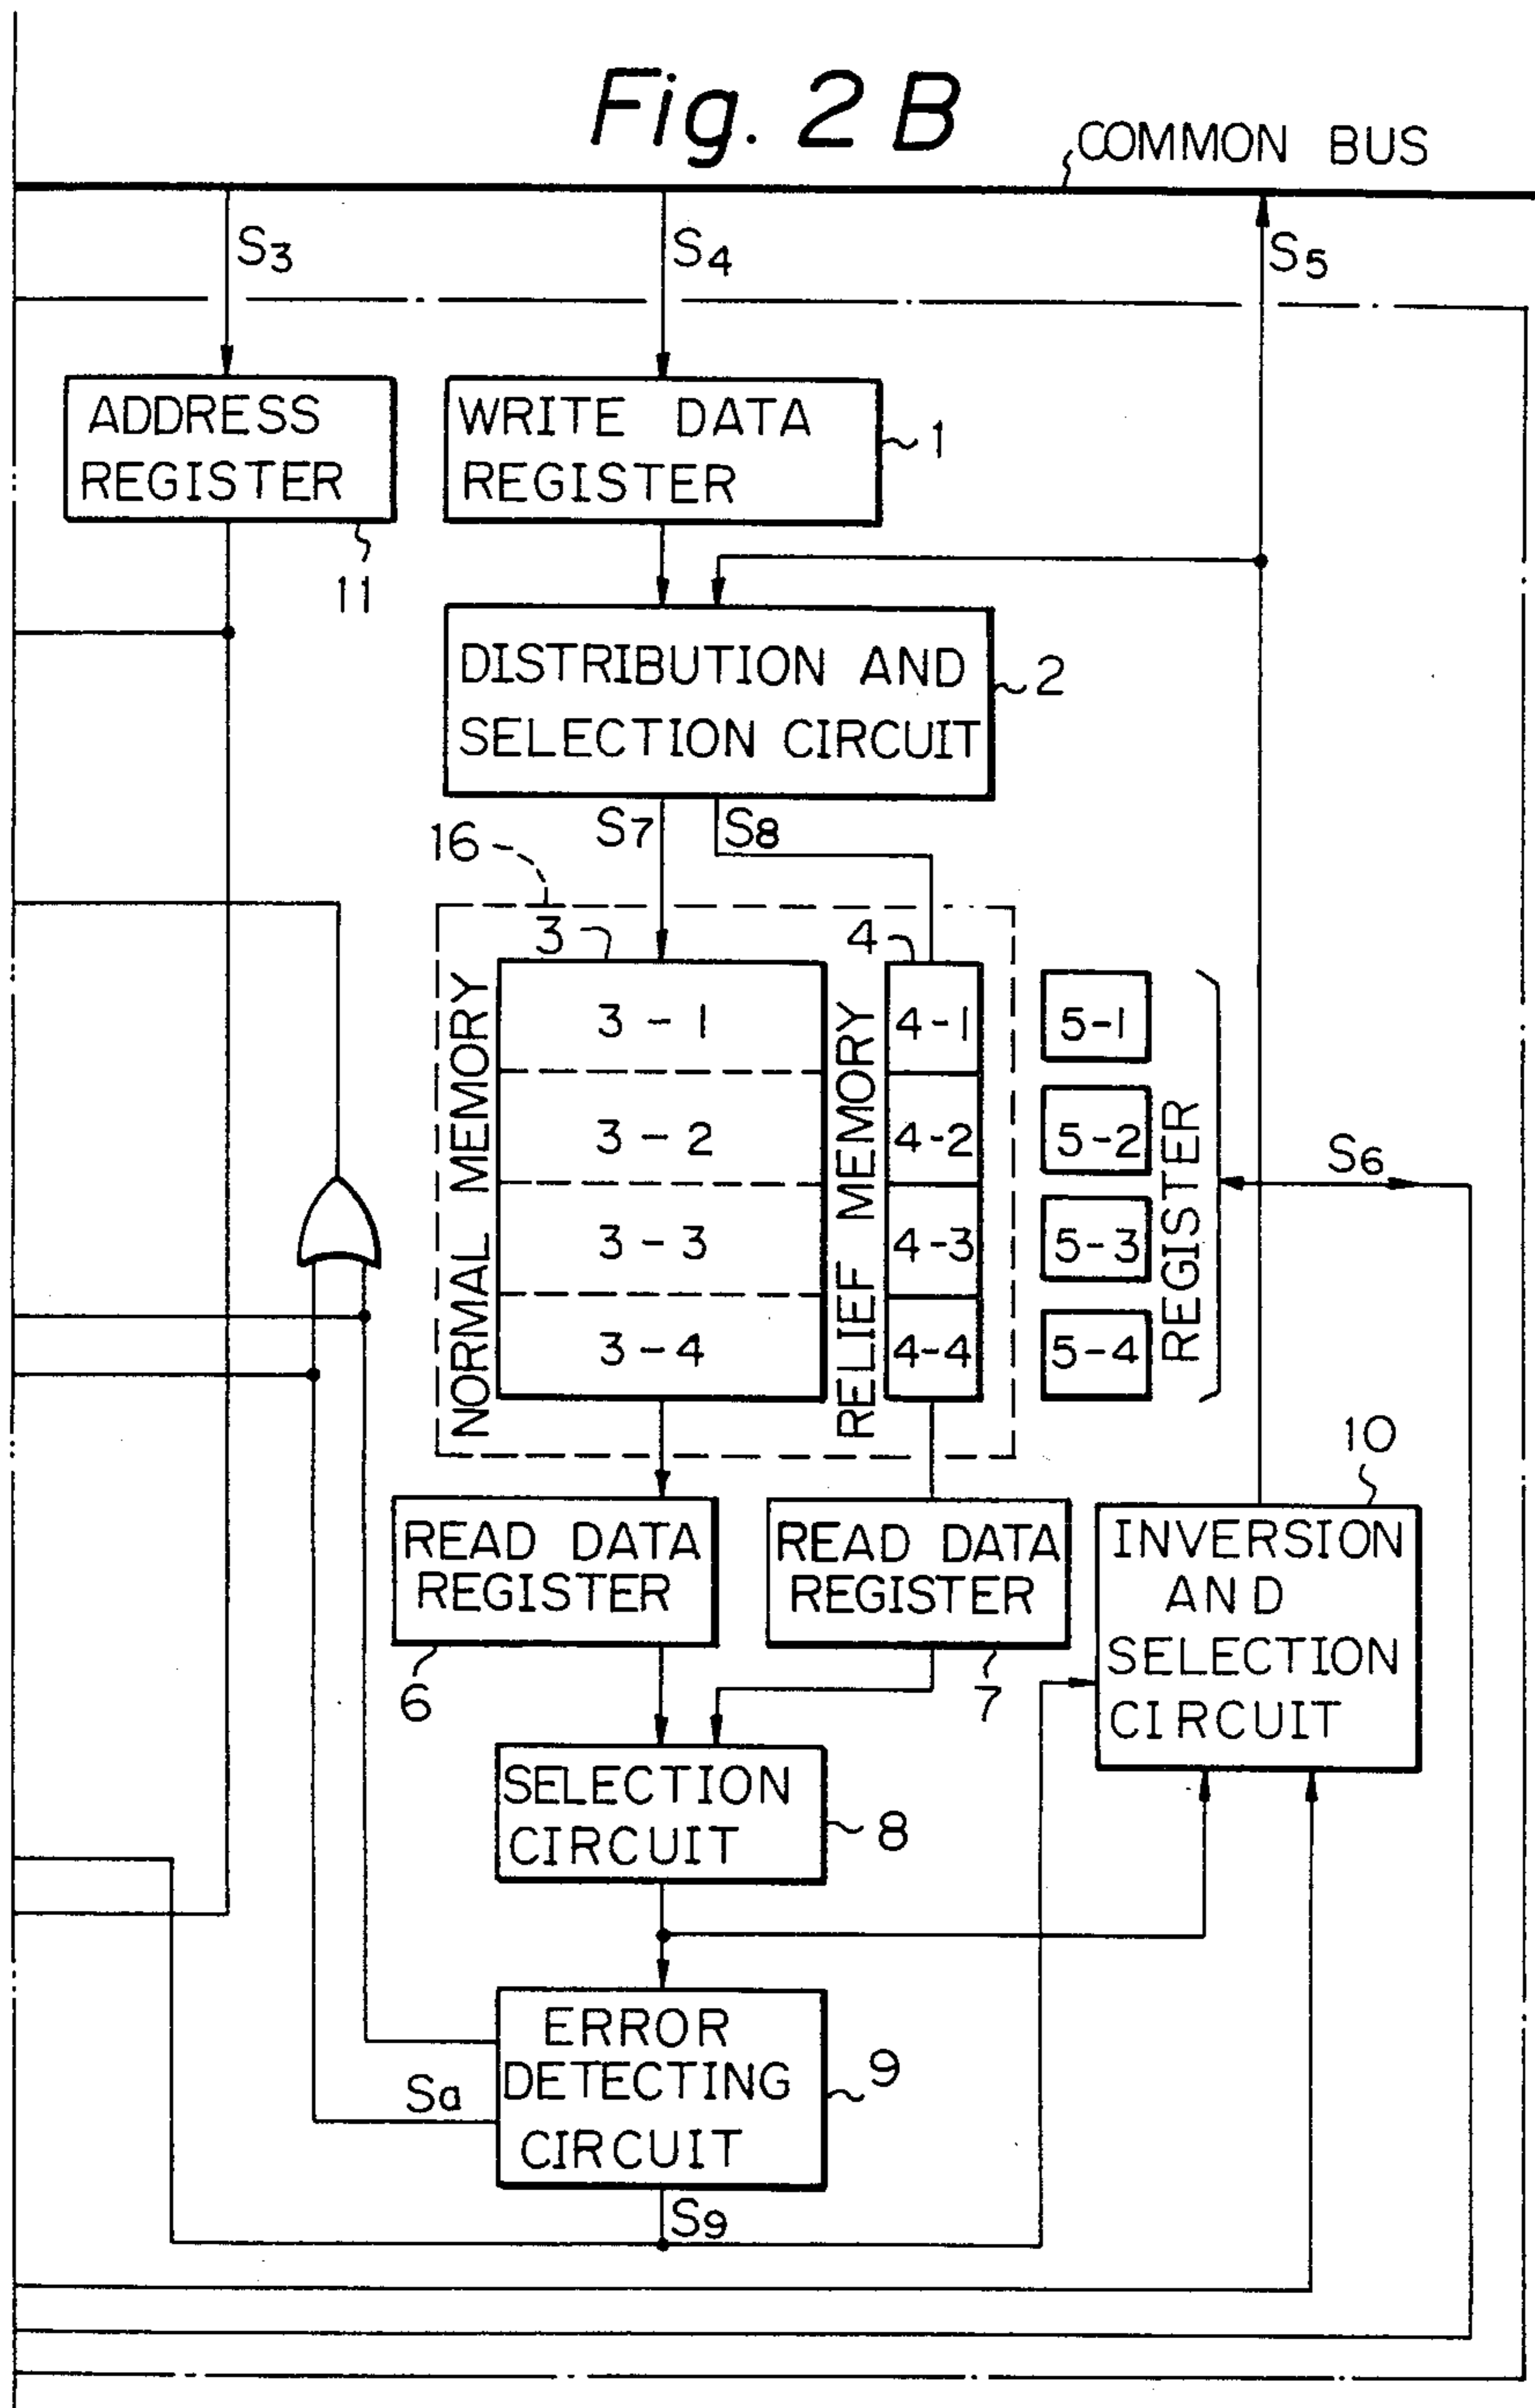 Fig. 2 B
COMMON BUS
S3
S4
S5
ADDRESS
REGISTER
11
WRITE DATA
REGISTER
1
DISTRIBUTION AND
SELECTION CIRCUIT
2
S7
S8
16
3
4
NORMAL MEMORY
3-1
3-2
3-3
3-4
RELIEF MEMORY
4-1
4-2
4-3
4-4
5-1
5-2
5-3
5-4
REGISTER
S6
10
READ DATA
REGISTER
6
READ DATA
REGISTER
7
INVERSION
AND
SELECTION
CIRCUIT
SELECTION
CIRCUIT
8
ERROR
DETECTING
CIRCUIT
9
Sa
S9